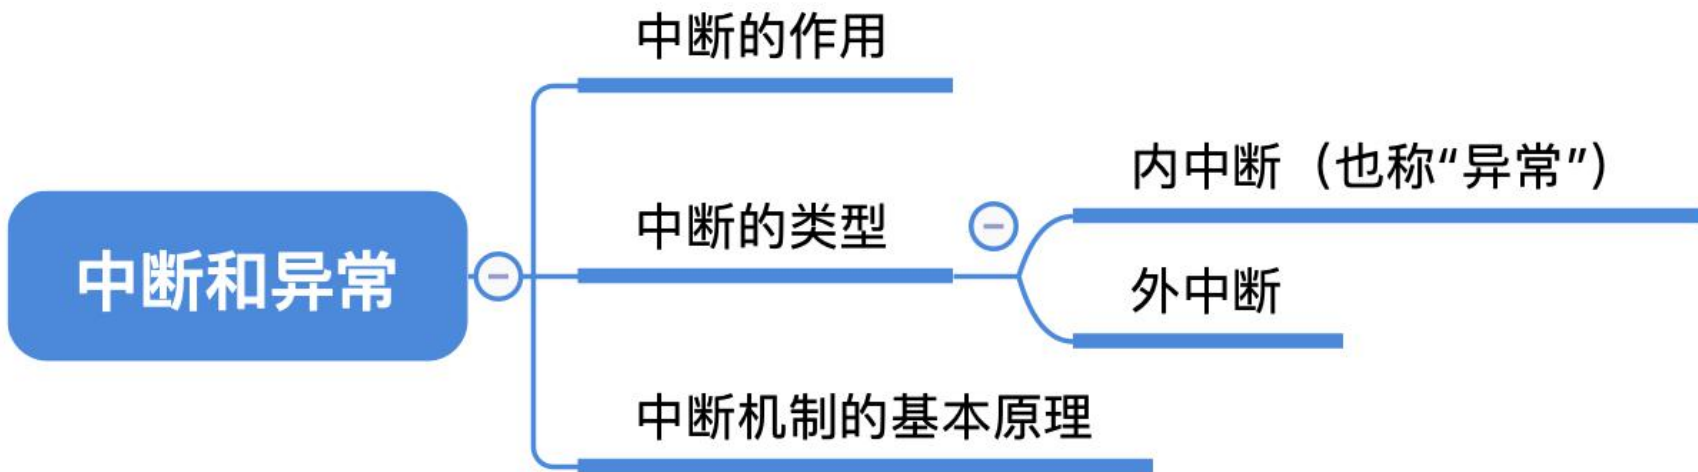 中断的作用
内中断（也称“异常”）
中断的类型
中断和异常
外中断
中断机制的基本原理